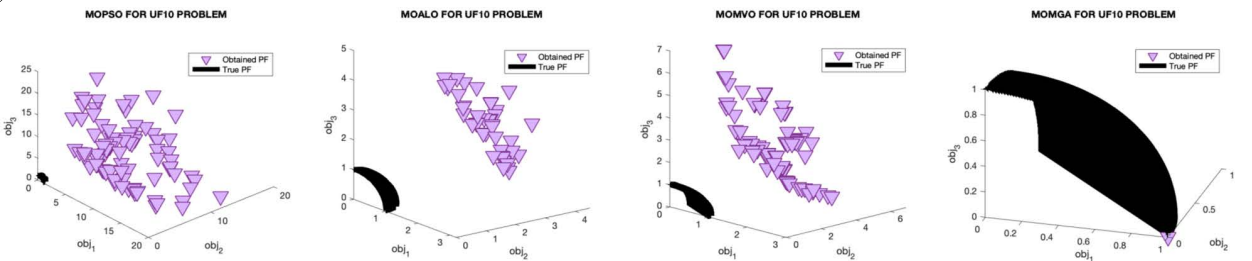 MOPSO FOR UF10 PROBLEM
Obtained PF
True PF
25
20
15
10
5
0
obj3
0
5
10
15
20
obj1
0
10
20
obj2
MOALO FOR UF10 PROBLEM
Obtained PF
True PF
5
4
3
2
1
0
obj3
0
1
2
3
obj1
0
1
2
3
4
obj2
MOMVO FOR UF10 PROBLEM
Obtained PF
True PF
7
6
5
4
3
2
1
0
obj3
0
1
2
3
obj1
0
2
4
6
obj2
MOMGA FOR UF10 PROBLEM
Obtained PF
True PF
1
0.8
0.6
0.4
0.2
0
obj3
0
0.2
0.4
0.6
0.8
1
obj1
0
0.5
1
obj2